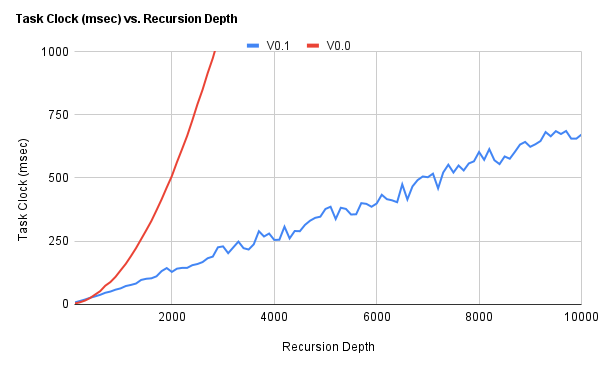 Task Clock (msec) vs. Recursion Depth
V0.1 V0.0
1000
750
500
250
0
Task Clock (msec)
2000 4000 6000 8000 10000
Recursion Depth